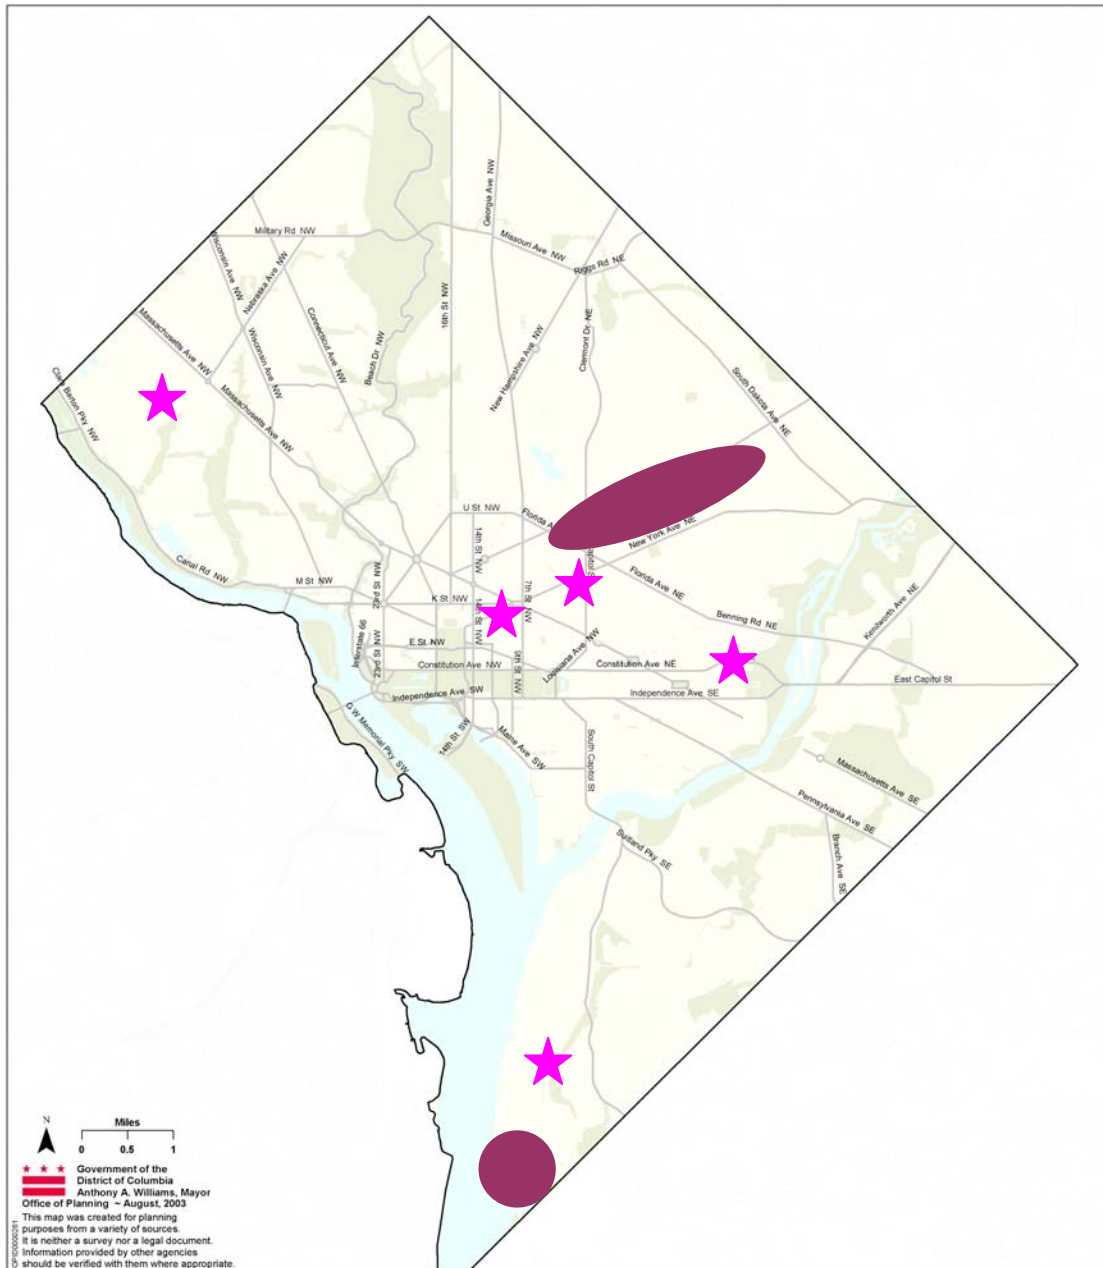 Georgia Ave NW
Military Rd NW
Missouri Ave NW
Wisconsin Ave NW
Nebraska Ave NW
Riggs Rd NE
16th St NW
Connecticut Ave NW
Massachusetts Ave NW
Wisconsin Ave NW
Beach Dr NW
New Hampshire Ave NW
Clermont Dr NE
Clara Barton Pky NW
Massachusetts Ave NW
South Dakota Ave NE
U St NW
Florida A
New York Ave NE
14th St NW
Capitol S
Canal Rd NW
M St NW
23rd St NW
K St NW
14th St NW
7th St NW
Florida Ave NE
Benning Rd NE
Kenilworth Ave NE
Interstate 66
23rd St NW
E St NW
9th St NW
Louisiana Ave NW
Constitution Ave NW
Constitution Ave NE
East Capitol St
Independence Ave SW
Independence Ave SE
G W Memorial Pky SW
14th St SW
Maine Ave SW
South Capitol St
Massachusetts Ave SE
Pennsylvania Ave SE
Suitland Pky SE
Branch Ave SE
N
Miles
0 0.5 1
Government of the
District of Columbia
Anthony A. Williams, Mayor
Office of Planning ~ August, 2003
This map was created for planning
purposes from a variety of sources.
It is neither a survey nor a legal document.
Information provided by other agencies
should be verified with them where appropriate.